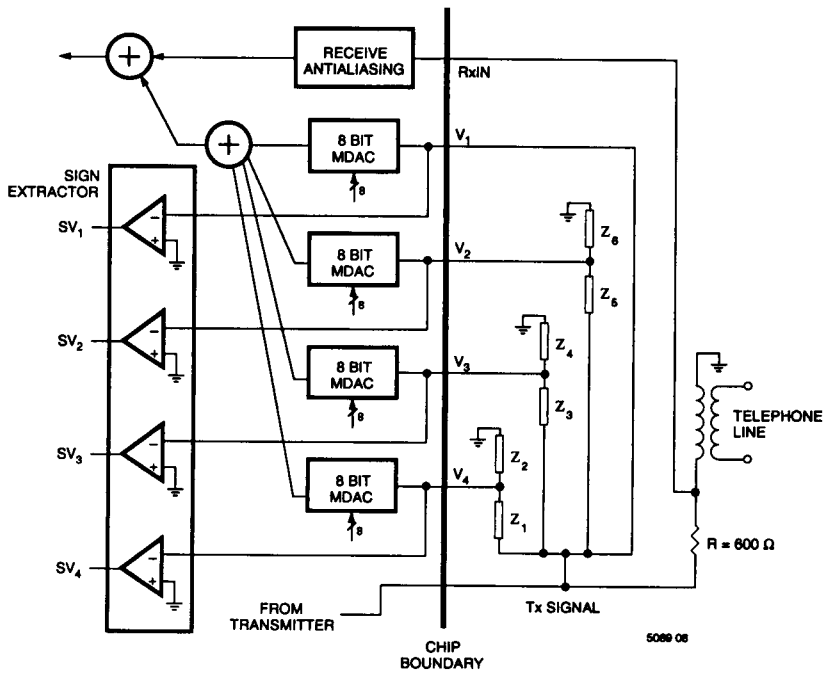 RECEIVE
ANTIALIASING
RxIN
+
+
8 BIT
MDAC
8
V1
SIGN
EXTRACTOR
SV1
−
+
8 BIT
MDAC
8
V2
Z6
Z5
SV2
−
+
8 BIT
MDAC
8
V3
Z4
Z3
SV3
−
+
8 BIT
MDAC
8
V4
Z2
Z1
SV4
−
+
TELEPHONE
LINE
R = 600 Ω
FROM
TRANSMITTER
Tx SIGNAL
CHIP
BOUNDARY
5089 08